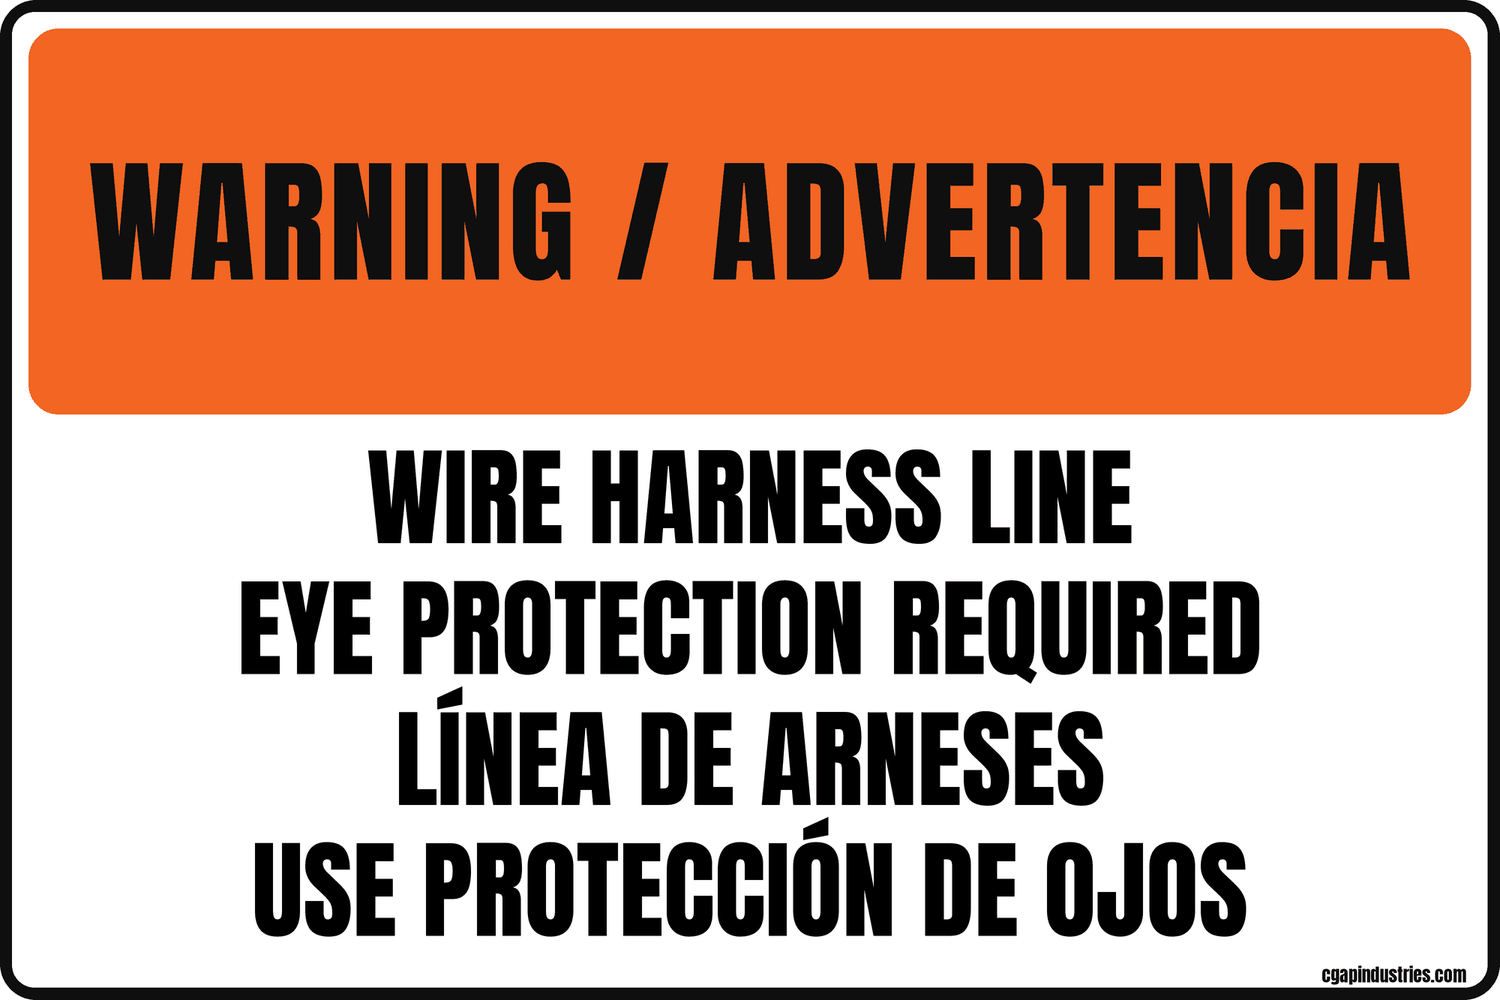 WARNING / ADVERTENCIA
WIRE HARNESS LINE
EYE PROTECTION REQUIRED
LÍNEA DE ARNESES
USE PROTECCIÓN DE OJOS
cgapindustries.com